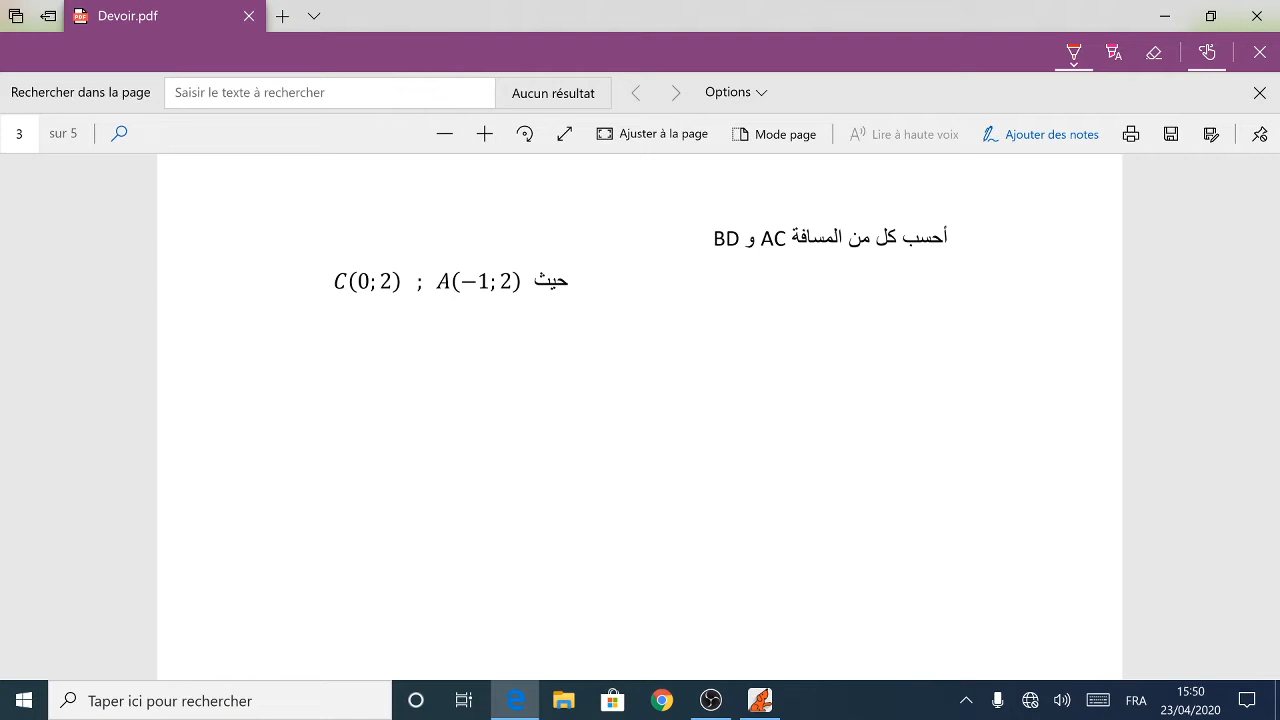 Devoir.pdf
Rechercher dans la page
Saisir le texte à rechercher
Aucun résultat
Options
3 sur 5
Ajuster à la page
Mode page
Lire à haute voix
Ajouter des notes
أحسب كل من المسافة AC و BD
حيث A(−1; 2) ; C(0; 2)
Taper ici pour rechercher
FRA
15:50
23/04/2020